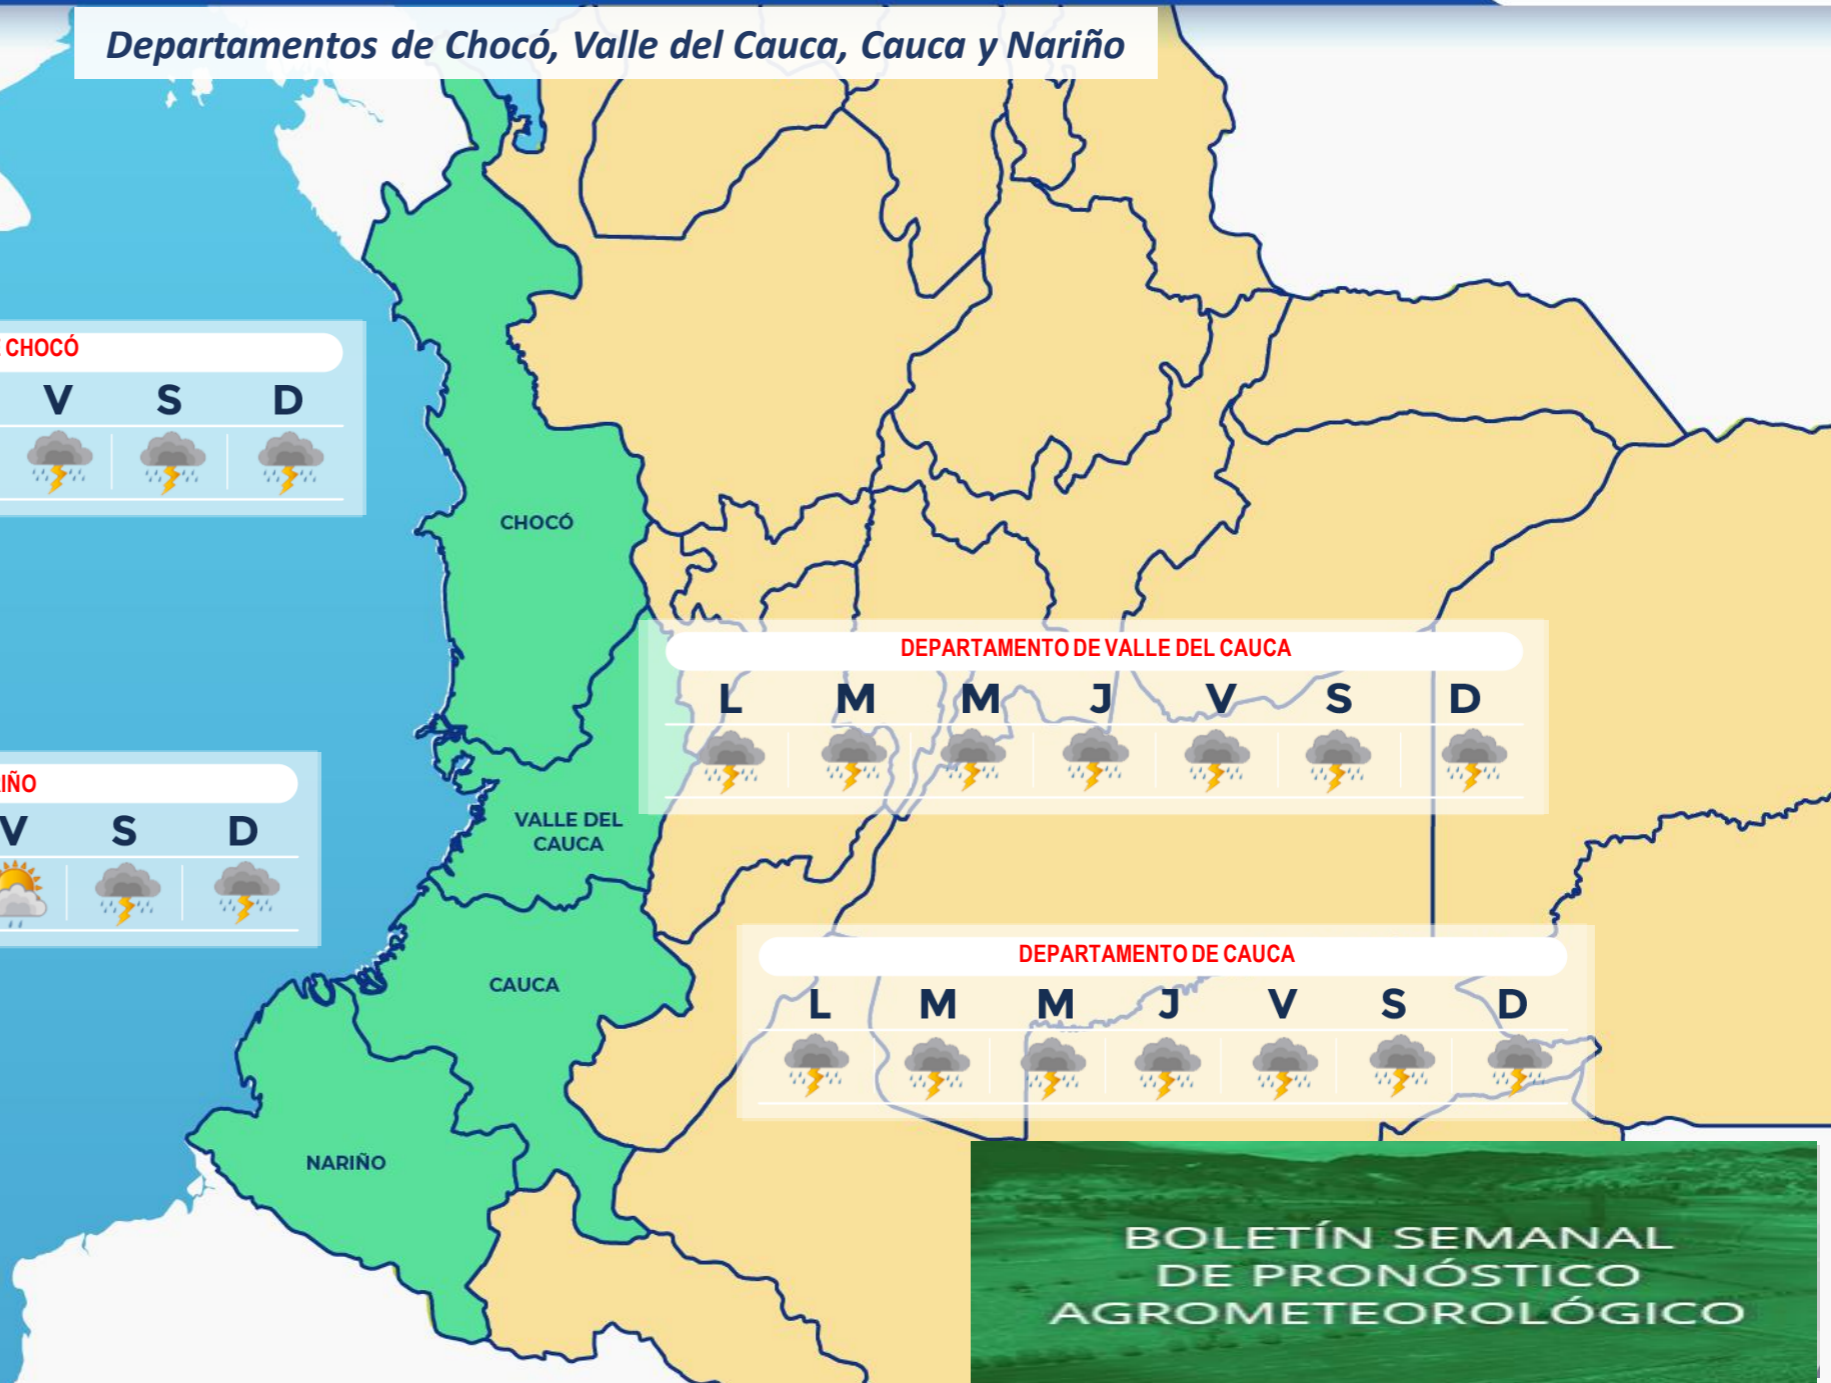 Departamentos de Chocó, Valle del Cauca, Cauca y Nariño
CHOCÓ
V S D
CHOCÓ
DEPARTAMENTO DE VALLE DEL CAUCA
L M M J V S D
IÑO
V S D
VALLE DEL
CAUCA
DEPARTAMENTO DE CAUCA
L M M J V S D
CAUCA
NARIÑO
BOLETÍN SEMANAL
DE PRONÓSTICO
AGROMETEOROLÓGICO